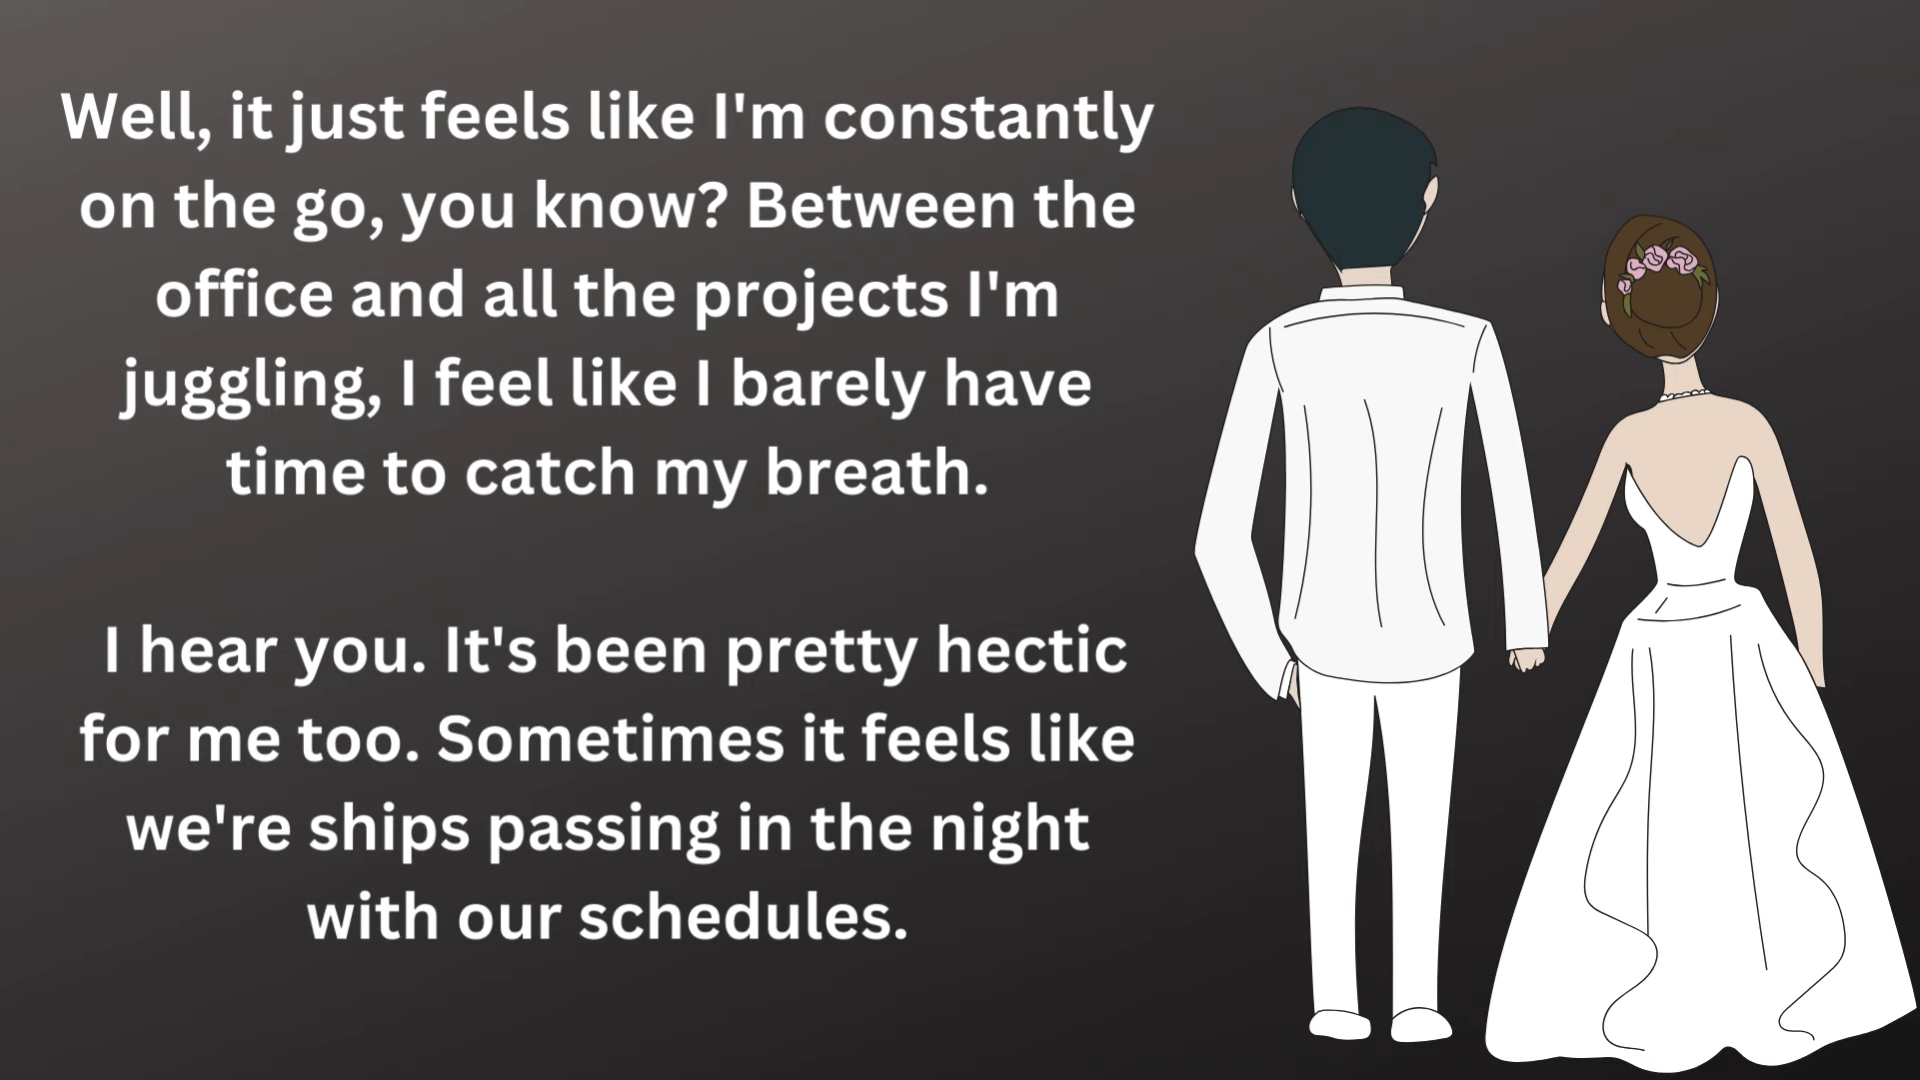 Well, it just feels like I'm constantly
on the go, you know? Between the
office and all the projects I'm
juggling, I feel like I barely have
time to catch my breath.
I hear you. It's been pretty hectic
for me too. Sometimes it feels like
we're ships passing in the night
with our schedules.